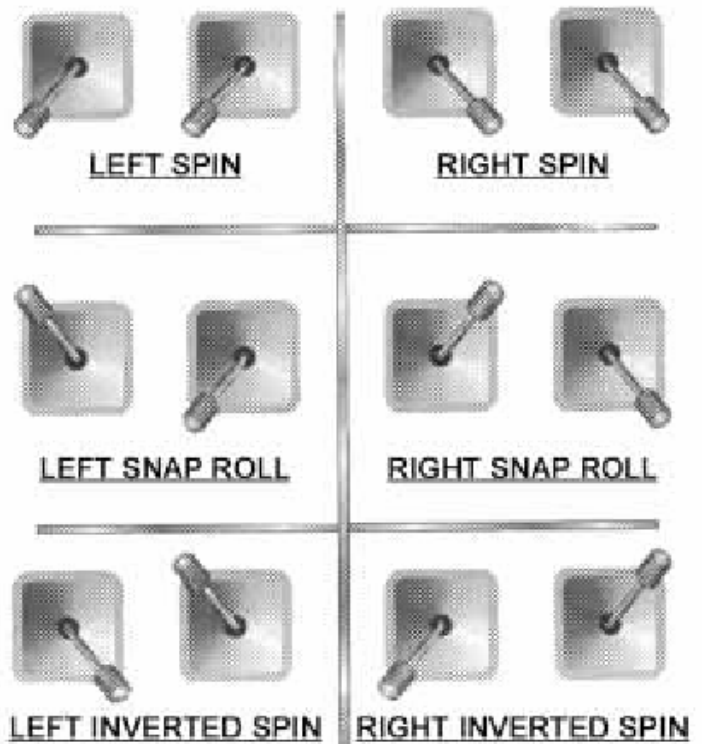 LEFT SPIN
RIGHT SPIN
LEFT SNAP ROLL
RIGHT SNAP ROLL
LEFT INVERTED SPIN
RIGHT INVERTED SPIN